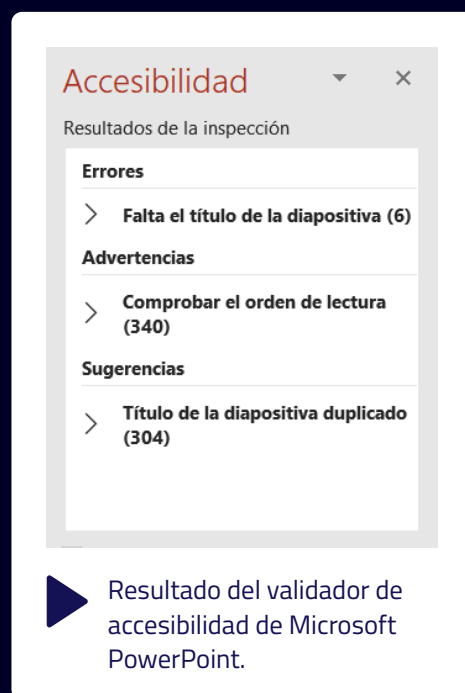 Accesibilidad
Resultados de la inspección
Errores
Falta el título de la diapositiva (6)
Advertencias
Comprobar el orden de lectura
(340)
Sugerencias
Título de la diapositiva duplicado
(304)
Resultado del validador de
accesibilidad de Microsoft
PowerPoint.